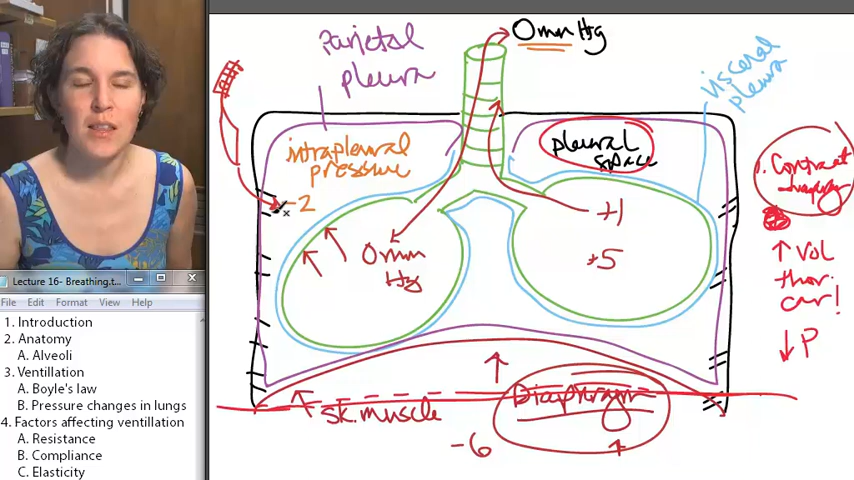 0mm Hg
Parietal
pleura
visceral
pleura
intrapleural
pressure
pleural
space
-2
0mm
Hg
+1
+5
1. Contract
↑ Vol
thor.
cav!
↓ P
Diaphragm
sk. muscle
-6
Lecture 16- Breathing.t...
File Edit Format View Help
1. Introduction
2. Anatomy
A. Alveoli
3. Ventillation
A. Boyle's law
B. Pressure changes in lungs
4. Factors affecting ventillation
A. Resistance
B. Compliance
C. Elasticity